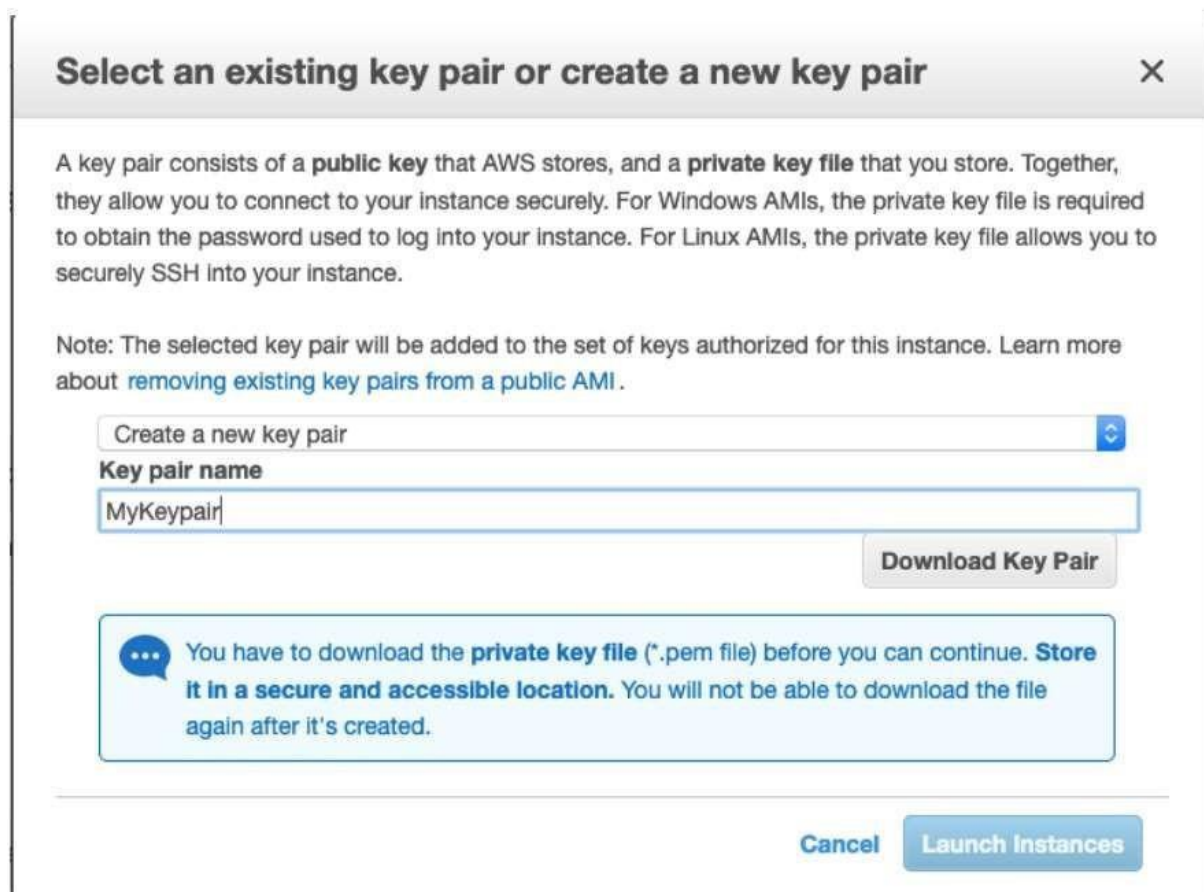 Select an existing key pair or create a new key pair
A key pair consists of a public key that AWS stores, and a private key file that you store. Together,
they allow you to connect to your instance securely. For Windows AMIs, the private key file is required
to obtain the password used to log into your instance. For Linux AMIs, the private key file allows you to
securely SSH into your instance.
Note: The selected key pair will be added to the set of keys authorized for this instance. Learn more
about removing existing key pairs from a public AMI.
Create a new key pair
Key pair name
MyKeypair
Download Key Pair
You have to download the private key file (*.pem file) before you can continue. Store
it in a secure and accessible location. You will not be able to download the file
again after it's created.
Cancel Launch Instances